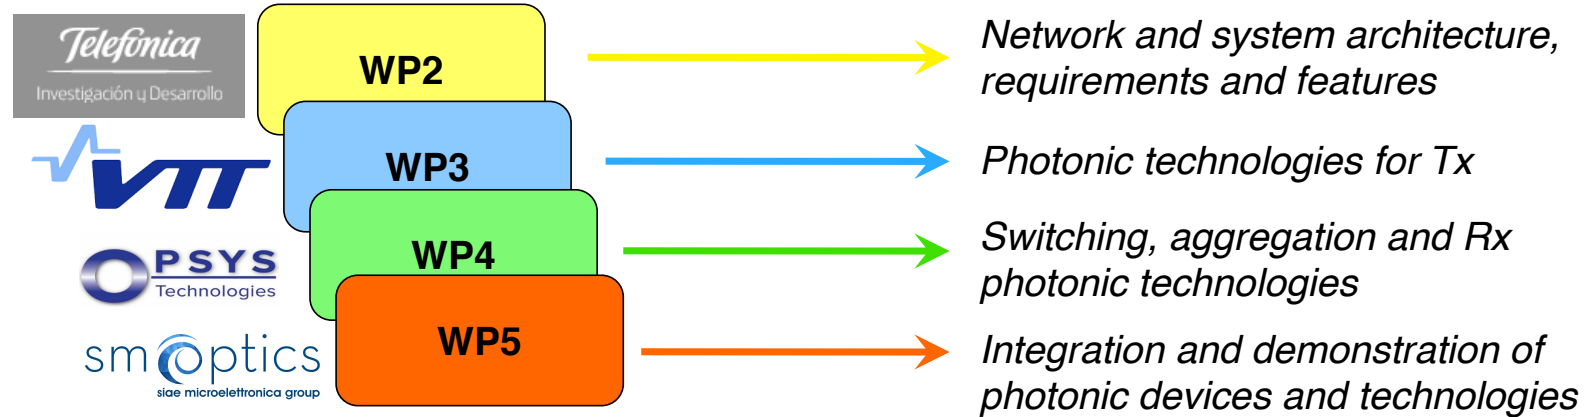 Telefónica
Investigación y Desarrollo
WP2
Network and system architecture,
requirements and features
VTT
WP3
Photonic technologies for Tx
OPSYS
Technologies
WP4
Switching, aggregation and Rx
photonic technologies
sm optics
siae microelettronica group
WP5
Integration and demonstration of
photonic devices and technologies